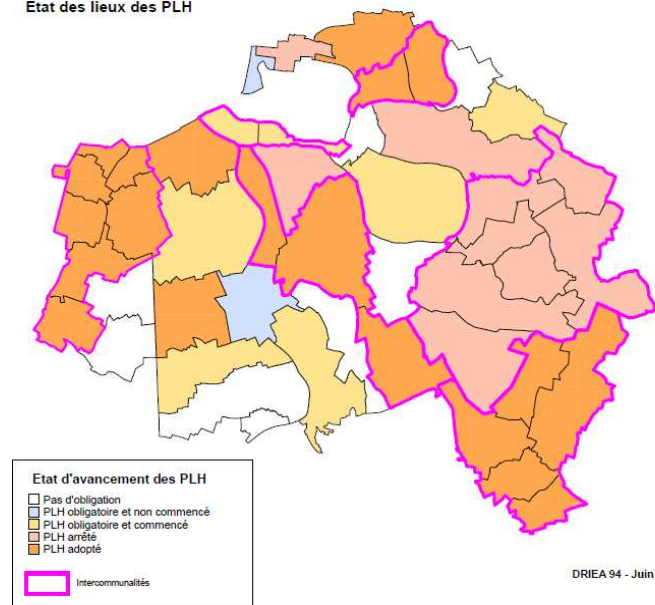 Etat des lieux des PLH
Etat d'avancement des PLH
Pas d'obligation
PLH obligatoire et non commencé
PLH obligatoire et commencé
PLH arrêté
PLH adopté
Intercommunalités
DRIEA 94 - Juin